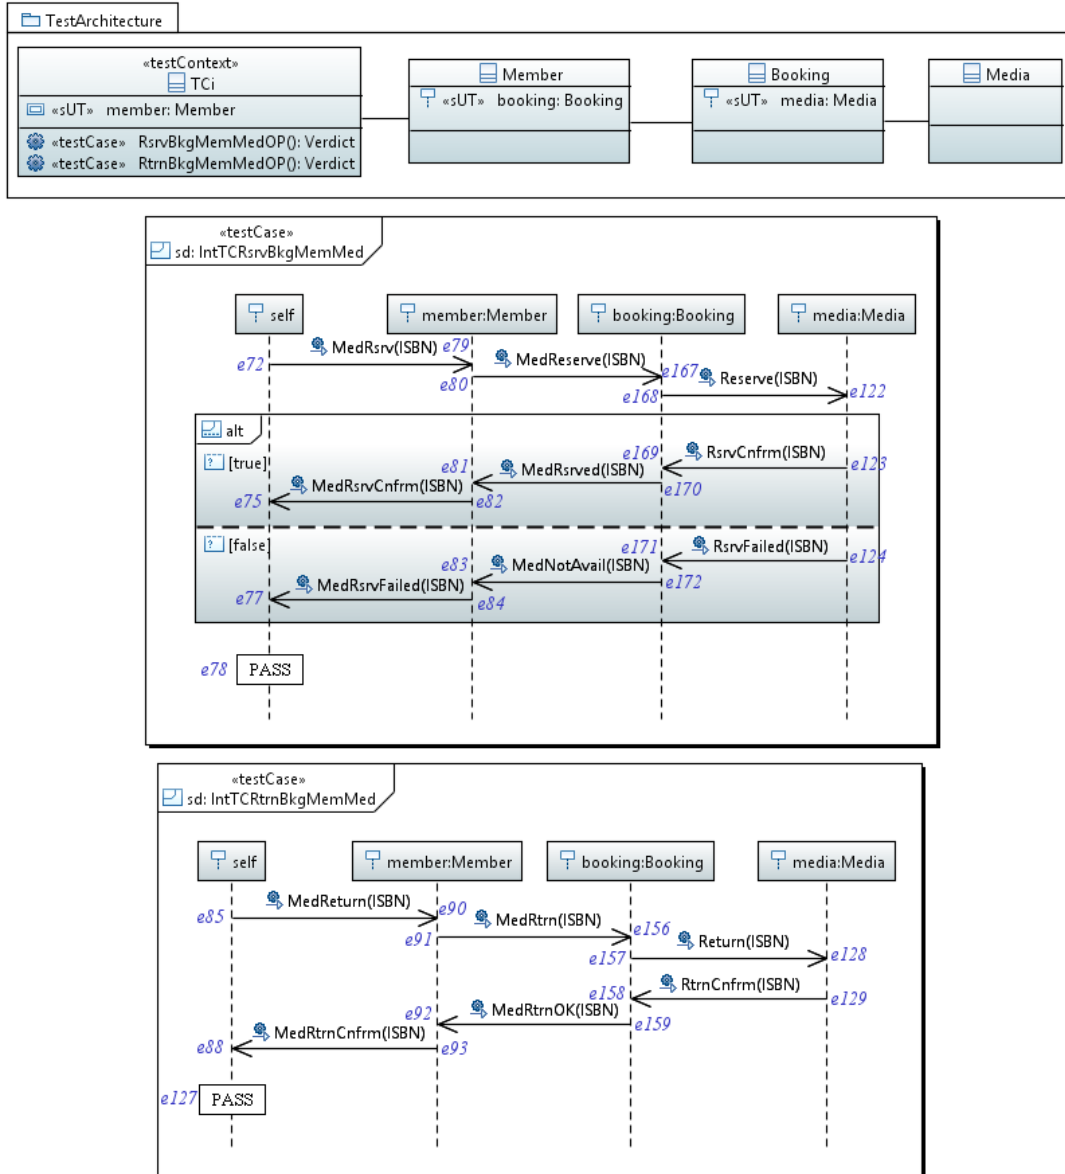 TestArchitecture
«testContext»
TCi
«sUT» member: Member
«testCase» RsrvBkgMemMedOP(): Verdict
«testCase» RtrnBkgMemMedOP(): Verdict
Member
«sUT» booking: Booking
Booking
«sUT» media: Media
Media
«testCase»
sd: IntTCRsrvBkgMemMed
self
member:Member
booking:Booking
media:Media
e72
MedRsrv(ISBN)
e79
e80
MedReserve(ISBN)
e167
e168
Reserve(ISBN)
e122
alt
[true]
e169
RsrvCnfrm(ISBN)
e123
e81
MedRsrved(ISBN)
e170
e75
MedRsrvCnfrm(ISBN)
e82
[false]
e171
RsrvFailed(ISBN)
e124
e83
MedNotAvail(ISBN)
e172
e77
MedRsrvFailed(ISBN)
e84
e78
PASS
«testCase»
sd: IntTCRtrnBkgMemMed
self
member:Member
booking:Booking
media:Media
e85
MedReturn(ISBN)
e90
e91
MedRtrn(ISBN)
e156
e157
Return(ISBN)
e128
e158
RtrnCnfrm(ISBN)
e129
e92
MedRtrnOK(ISBN)
e159
e88
MedRtrnCnfrm(ISBN)
e93
e127
PASS